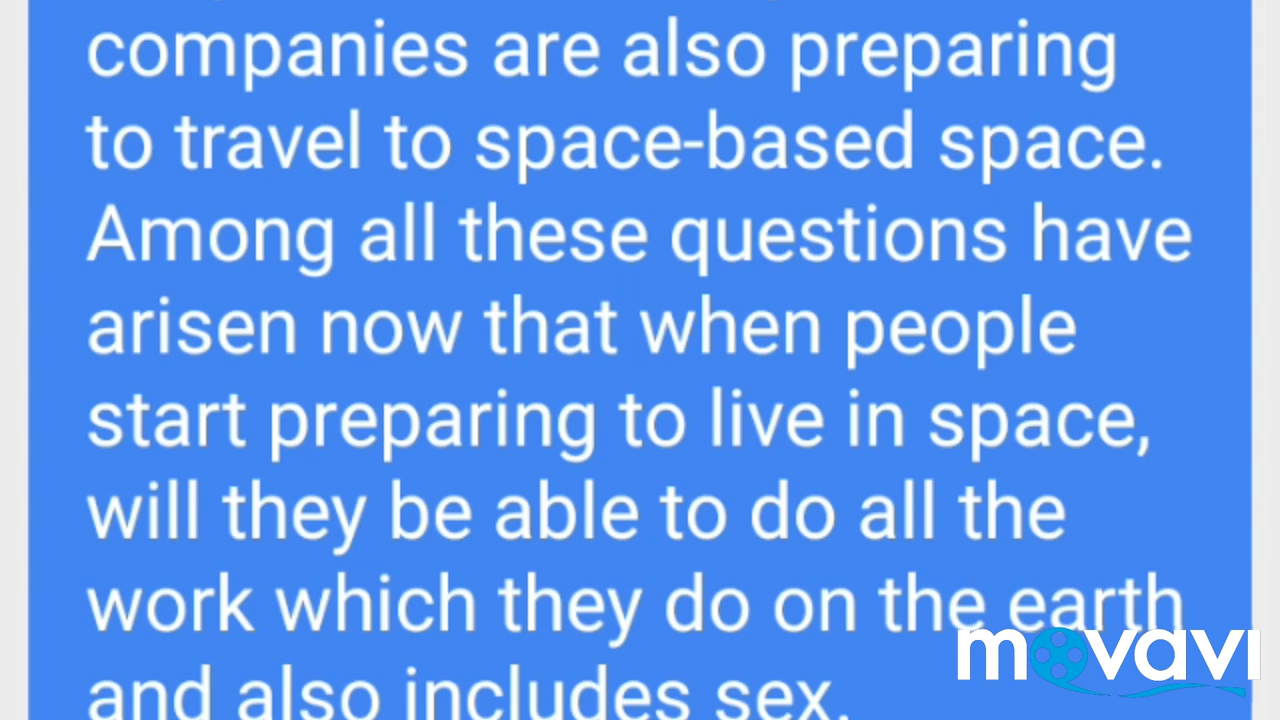 companies are also preparing
to travel to space-based space.
Among all these questions have
arisen now that when people
start preparing to live in space,
will they be able to do all the
work which they do on the earth
and also includes sex.
movavi